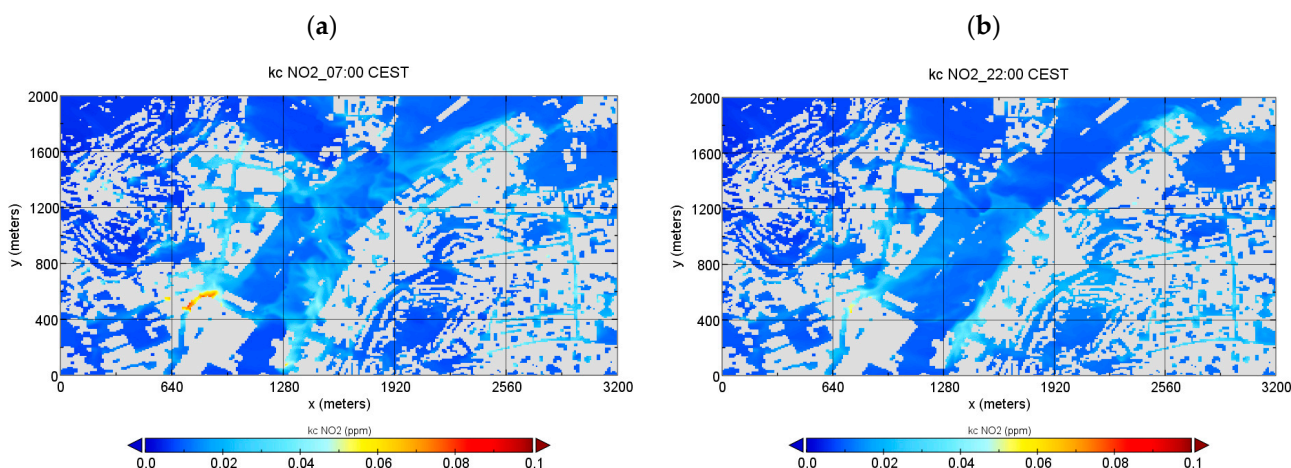 (a)
kc NO2_07:00 CEST
2000
1600
1200
800
400
0
y (meters)
0 640 1280 1920 2560 3200
x (meters)
kc NO2 (ppm)
0.0 0.02 0.04 0.06 0.08 0.1
(b)
kc NO2_22:00 CEST
2000
1600
1200
800
400
0
y (meters)
0 640 1280 1920 2560 3200
x (meters)
kc NO2 (ppm)
0.0 0.02 0.04 0.06 0.08 0.1